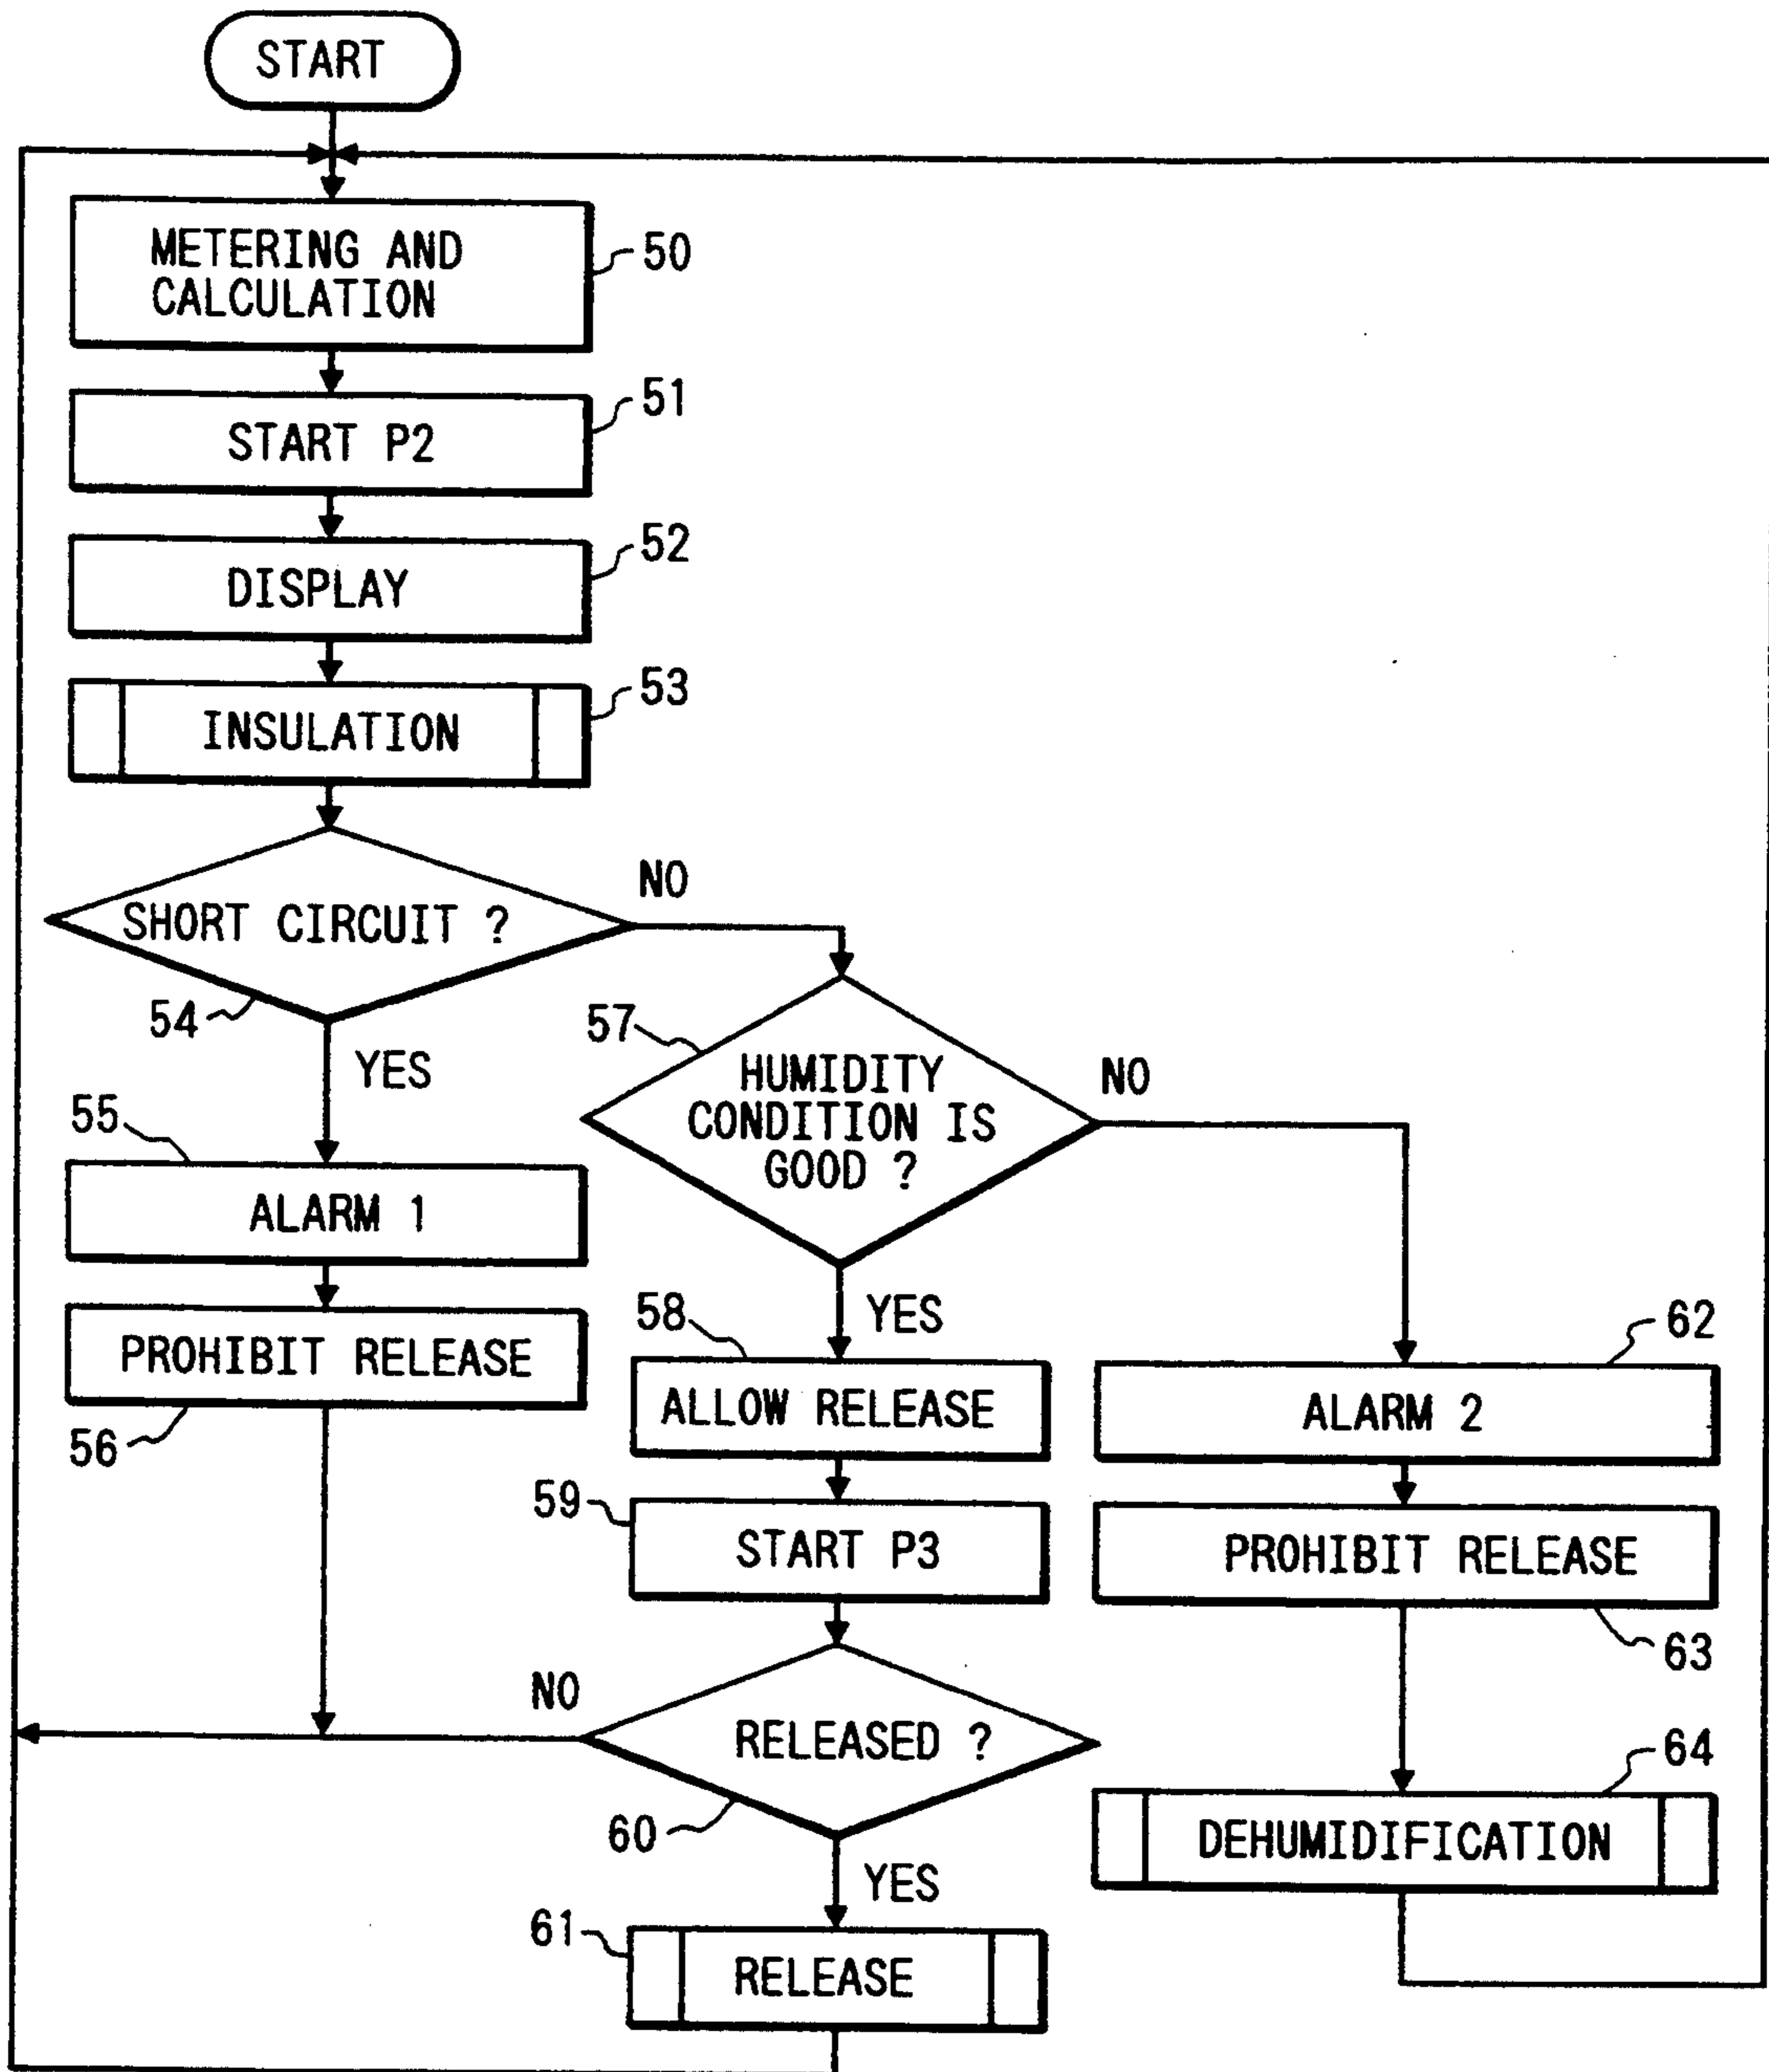 START
METERING AND
CALCULATION
50
START P2
51
DISPLAY
52
INSULATION
53
SHORT CIRCUIT ?
NO
54
YES
57
HUMIDITY
CONDITION IS
GOOD ?
NO
55
ALARM 1
YES
58
62
PROHIBIT RELEASE
56
ALLOW RELEASE
ALARM 2
59
START P3
PROHIBIT RELEASE
63
NO
RELEASED ?
60
64
DEHUMIDIFICATION
YES
61
RELEASE